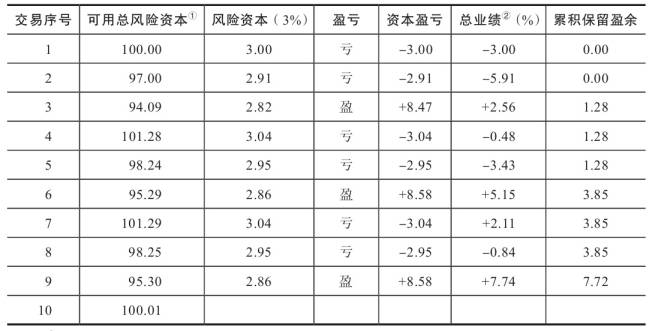 交易序号 可用总风险资本① 风险资本（3%） 盈亏 资本盈亏 总业绩②（%） 累积保留盈余
1 100.00 3.00 亏 –3.00 –3.00 0.00
2 97.00 2.91 亏 –2.91 –5.91 0.00
3 94.09 2.82 盈 +8.47 +2.56 1.28
4 101.28 3.04 亏 –3.04 –0.48 1.28
5 98.24 2.95 亏 –2.95 –3.43 1.28
6 95.29 2.86 盈 +8.58 +5.15 3.85
7 101.29 3.04 亏 –3.04 +2.11 3.85
8 98.25 2.95 亏 –2.95 –0.84 3.85
9 95.30 2.86 盈 +8.58 +7.74 7.72
10 100.01